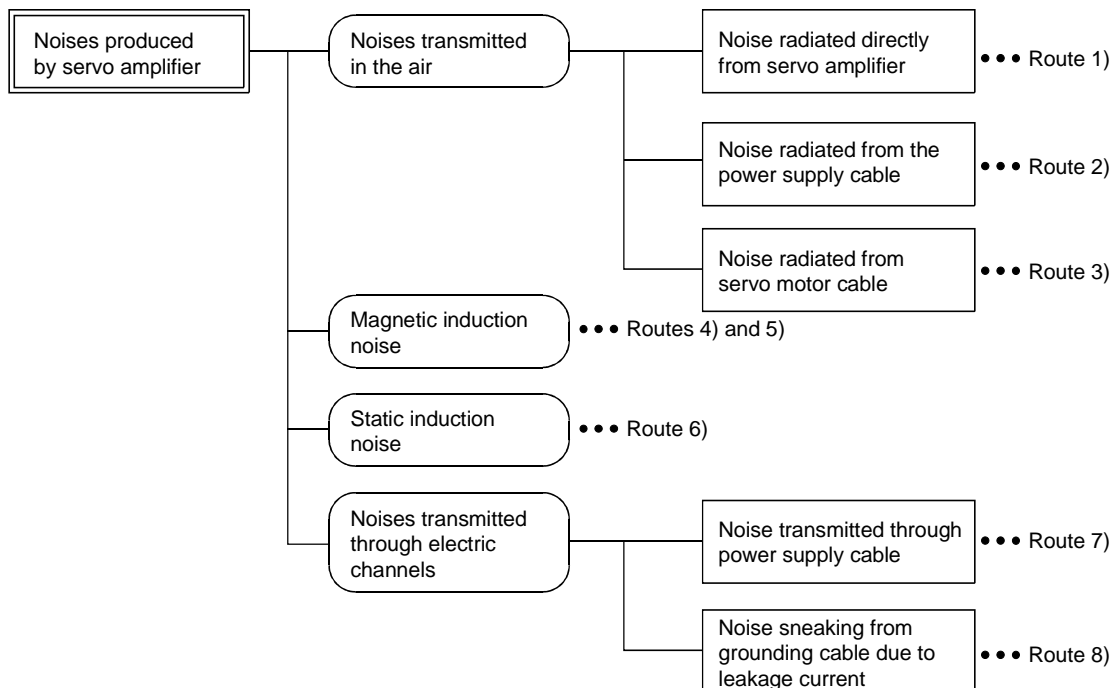 Noises produced
by servo amplifier
Noises transmitted
in the air
Noise radiated directly
from servo amplifier
••• Route 1)
Noise radiated from the
power supply cable
••• Route 2)
Noise radiated from
servo motor cable
••• Route 3)
Magnetic induction
noise
••• Routes 4) and 5)
Static induction
noise
••• Route 6)
Noises transmitted
through electric
channels
Noise transmitted through
power supply cable
••• Route 7)
Noise sneaking from
grounding cable due to
leakage current
••• Route 8)